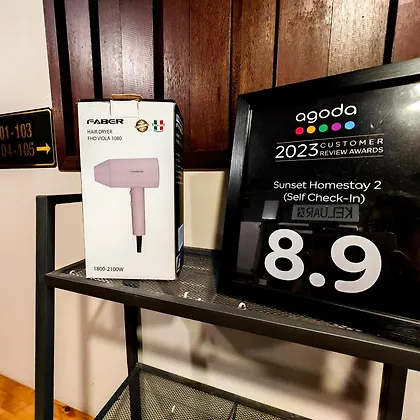 01-103
04-105
FABER
HAIR DRYER
FHD VIOLA 1080
1800-2100W
agoda
2023 CUSTOMER
REVIEW AWARDS
Sunset Homestay 2
(Self Check-In)
KELUAR
8.9